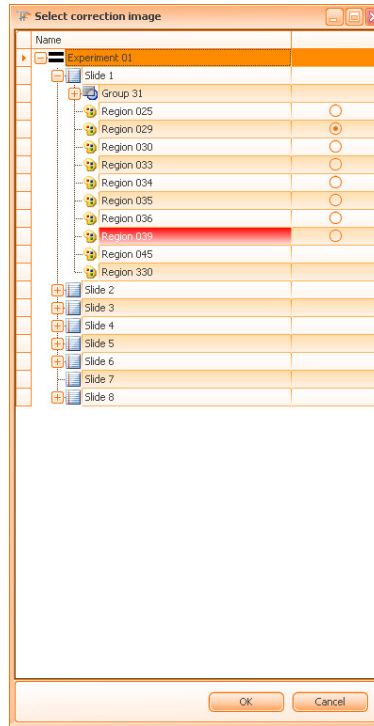 Select correction image
Name
Experiment 01
Slide 1
Group 31
Region 025
Region 029
Region 030
Region 033
Region 034
Region 035
Region 036
Region 039
Region 045
Region 330
Slide 2
Slide 3
Slide 4
Slide 5
Slide 6
Slide 7
Slide 8
OK Cancel